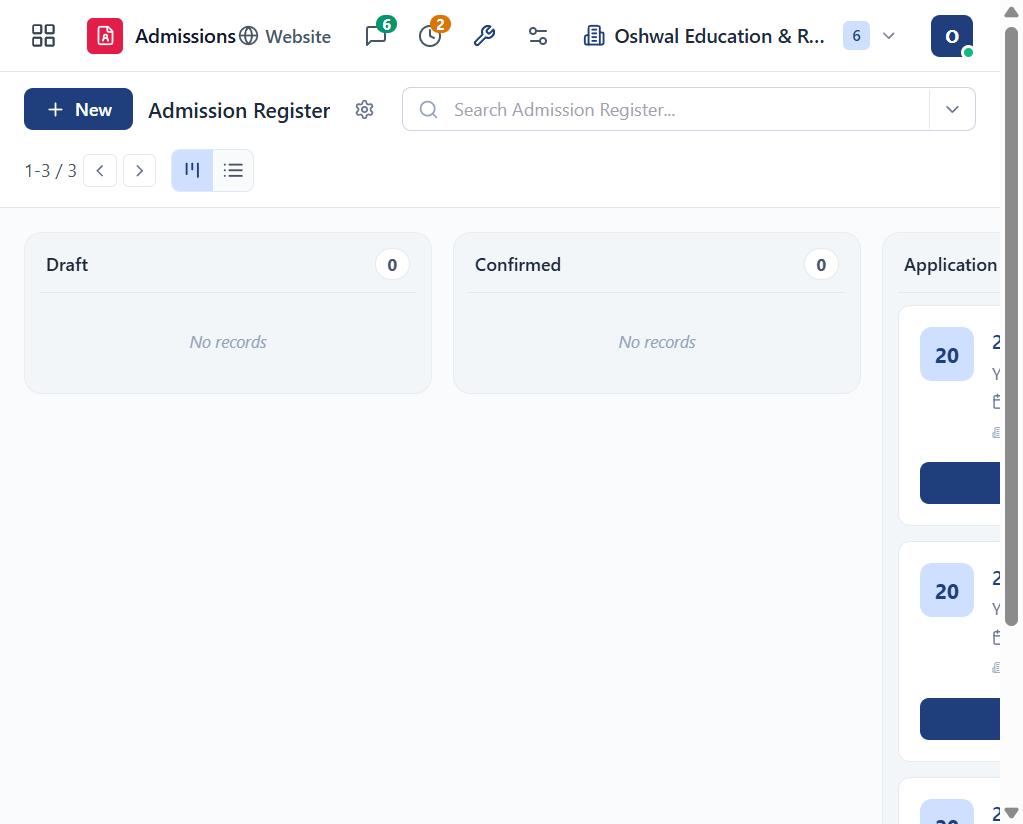 Admissions
Website
6
2
Oshwal Education & R...
6
O
New
Admission Register
Search Admission Register...
1-3 / 3
Draft
0
No records
Confirmed
0
No records
Application
20
20
20